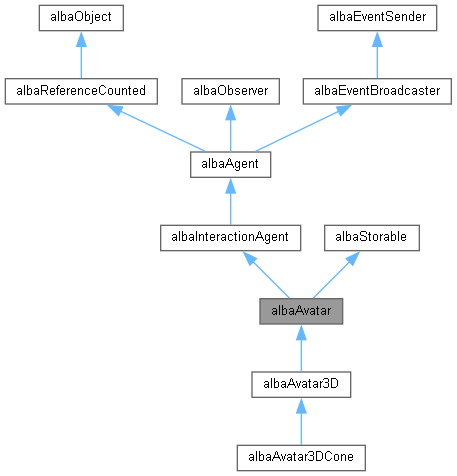 albaObject
albaEventSender
albaReferenceCounted
albaObserver
albaEventBroadcaster
albaAgent
albaInteractionAgent
albaStorable
albaAvatar
albaAvatar3D
albaAvatar3DCone